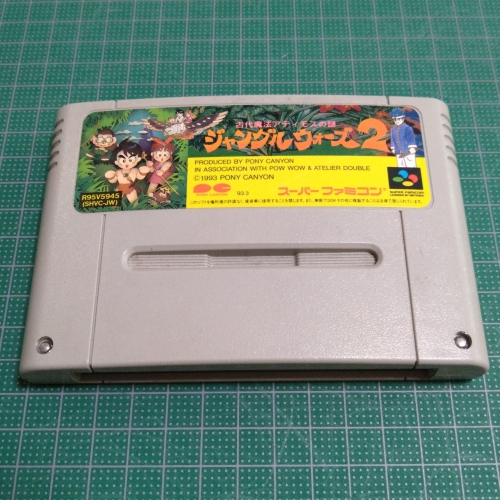 古代魔法アティモスの謎
ジャングルウォーズ2
PRODUCED BY PONY CANYON
IN ASSOCIATION WITH POW WOW & ATELIER DOUBLE
©1993 PONY CANYON
R95V5945
(SHVC-JW)
93.3
スーパーファミコン